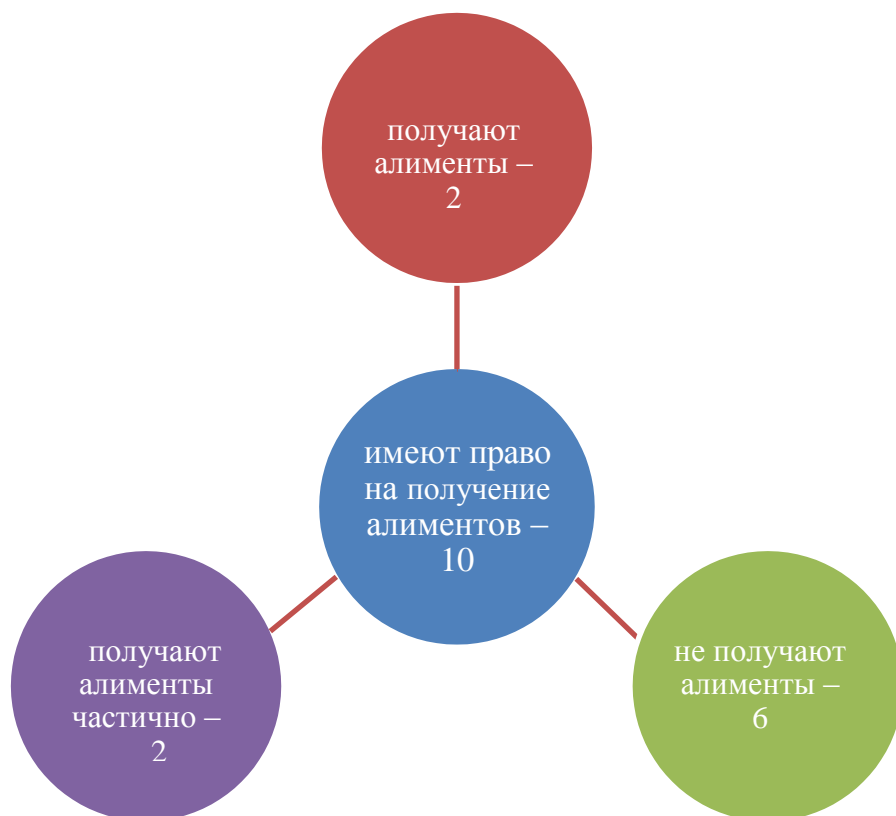 получают
алименты –
2
имеют право
на получение
алиментов –
10
получают
алименты
частично –
2
не получают
алименты –
6